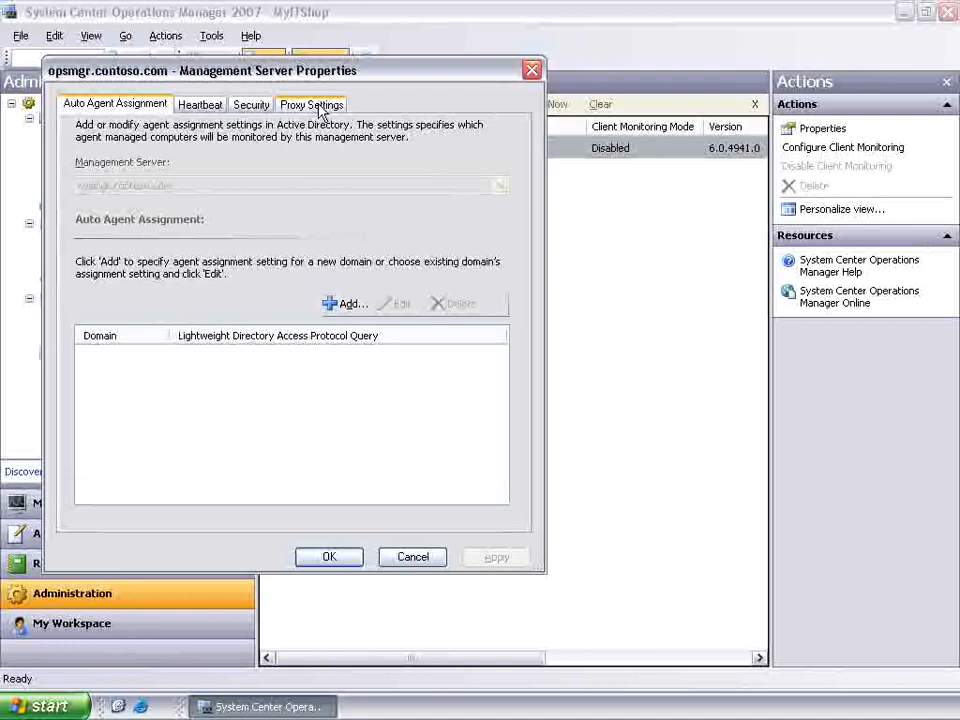 System Center Operations Manager 2007 - MyITShop
File Edit View Go Actions Tools Help
opsmgr.contoso.com - Management Server Properties
Auto Agent Assignment Heartbeat Security Proxy Settings
Add or modify agent assignment settings in Active Directory. The settings specifies which
agent managed computers will be monitored by this management server.
Management Server:
opsmgr.contoso.com
Auto Agent Assignment:
Click 'Add' to specify agent assignment setting for a new domain or choose existing domain's
assignment setting and click 'Edit'.
Add... Edit... Delete
Domain Lightweight Directory Access Protocol Query
OK Cancel Apply
Now Clear X
Client Monitoring Mode Version
Disabled 6.0.4941.0
Actions
Actions
Properties
Configure Client Monitoring
Disable Client Monitoring
Delete
Personalize view...
Resources
System Center Operations
Manager Help
System Center Operations
Manager Online
Admi
Discover
M
A
R
Administration
My Workspace
Ready
start System Center Opera...